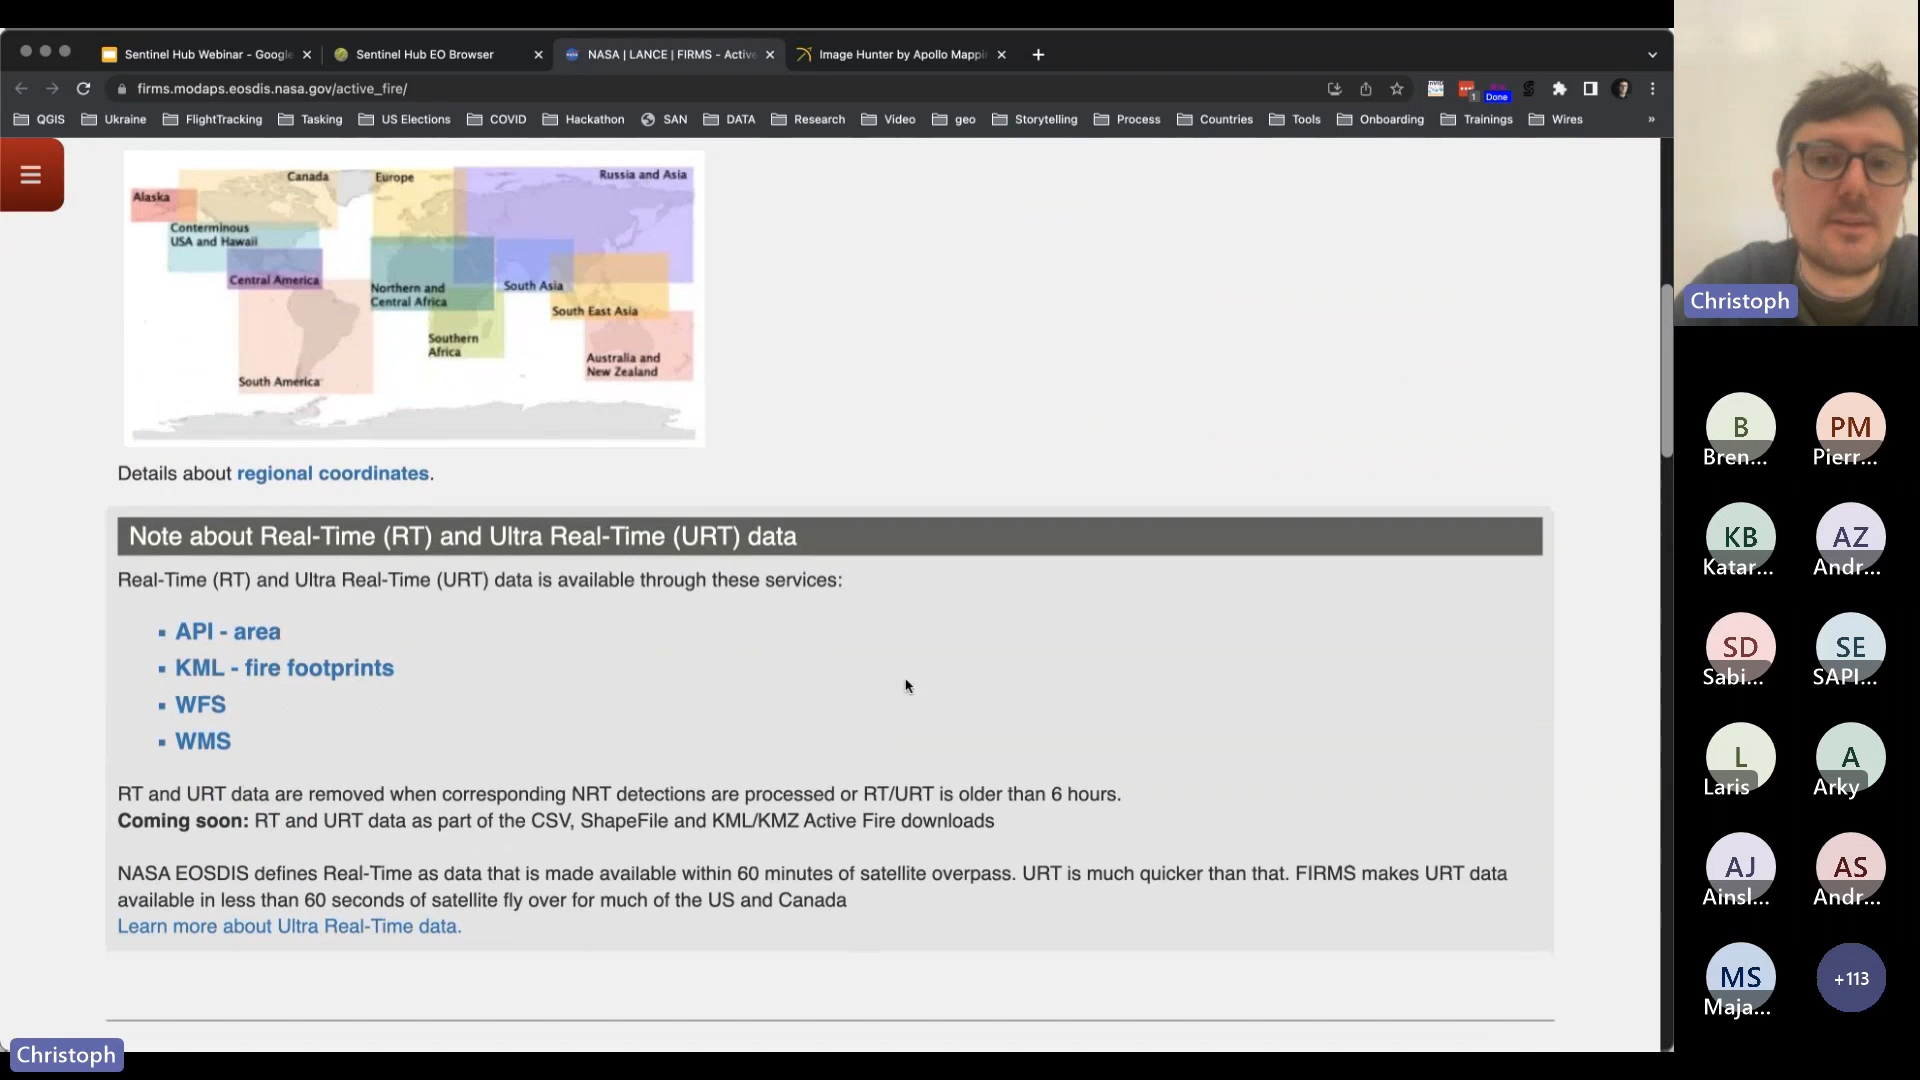 Sentinel Hub Webinar - Google
Sentinel Hub EO Browser
NASA | LANCE | FIRMS - Active
Image Hunter by Apollo Mappi
firms.modaps.eosdis.nasa.gov/active_fire/
1
Done
QGIS
Ukraine
FlightTracking
Tasking
US Elections
COVID
Hackathon
SAN
DATA
Research
Video
geo
Storytelling
Process
Countries
Tools
Onboarding
Trainings
Wires
»
Canada
Europe
Russia and Asia
Alaska
Conterminous
USA and Hawaii
Central America
Northern and
Central Africa
South Asia
South East Asia
Southern
Africa
Australia and
New Zealand
South America
Details about regional coordinates.
Note about Real-Time (RT) and Ultra Real-Time (URT) data
Real-Time (RT) and Ultra Real-Time (URT) data is available through these services:
API - area
KML - fire footprints
WFS
WMS
RT and URT data are removed when corresponding NRT detections are processed or RT/URT is older than 6 hours.
Coming soon: RT and URT data as part of the CSV, ShapeFile and KML/KMZ Active Fire downloads
NASA EOSDIS defines Real-Time as data that is made available within 60 minutes of satellite overpass. URT is much quicker than that. FIRMS makes URT data
available in less than 60 seconds of satellite fly over for much of the US and Canada
Learn more about Ultra Real-Time data.
Christoph
Christoph
B
Bren...
PM
Pierr...
KB
Katar...
AZ
Andr...
SD
Sabi...
SE
SAPI...
L
Laris
A
Arky
AJ
Ainsl...
AS
Andr...
MS
Maja...
+113